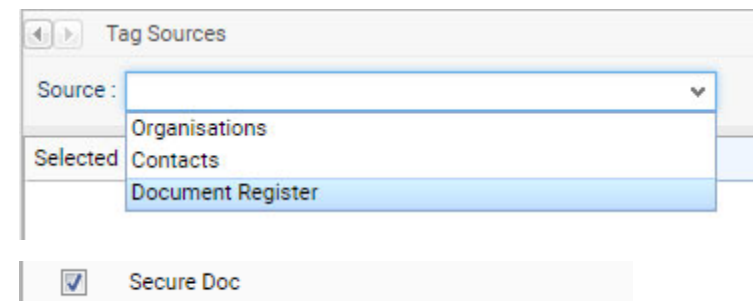 Tag Sources
Source :
Organisations
Selected Contacts
Document Register
Secure Doc